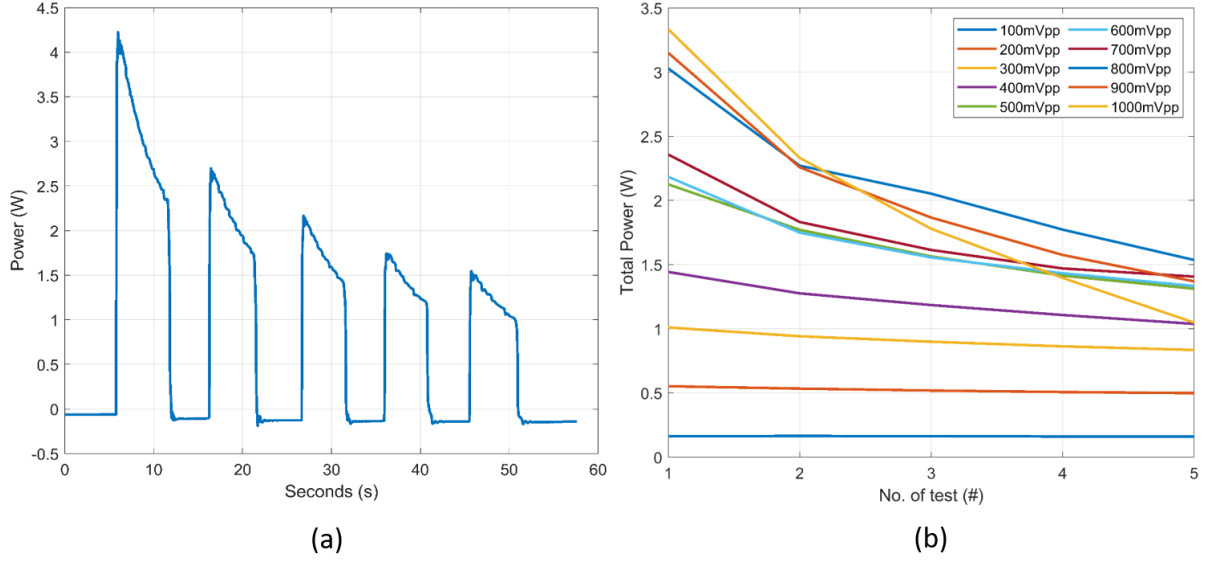 4.5
4
3.5
3
2.5
2
1.5
1
0.5
0
-0.5
Power (W)
0 10 20 30 40 50 60
Seconds (s)
(a)
3.5
3
2.5
2
1.5
1
0.5
0
Total Power (W)
100mVpp 600mVpp
200mVpp 700mVpp
300mVpp 800mVpp
400mVpp 900mVpp
500mVpp 1000mVpp
1 2 3 4 5
No. of test (#)
(b)